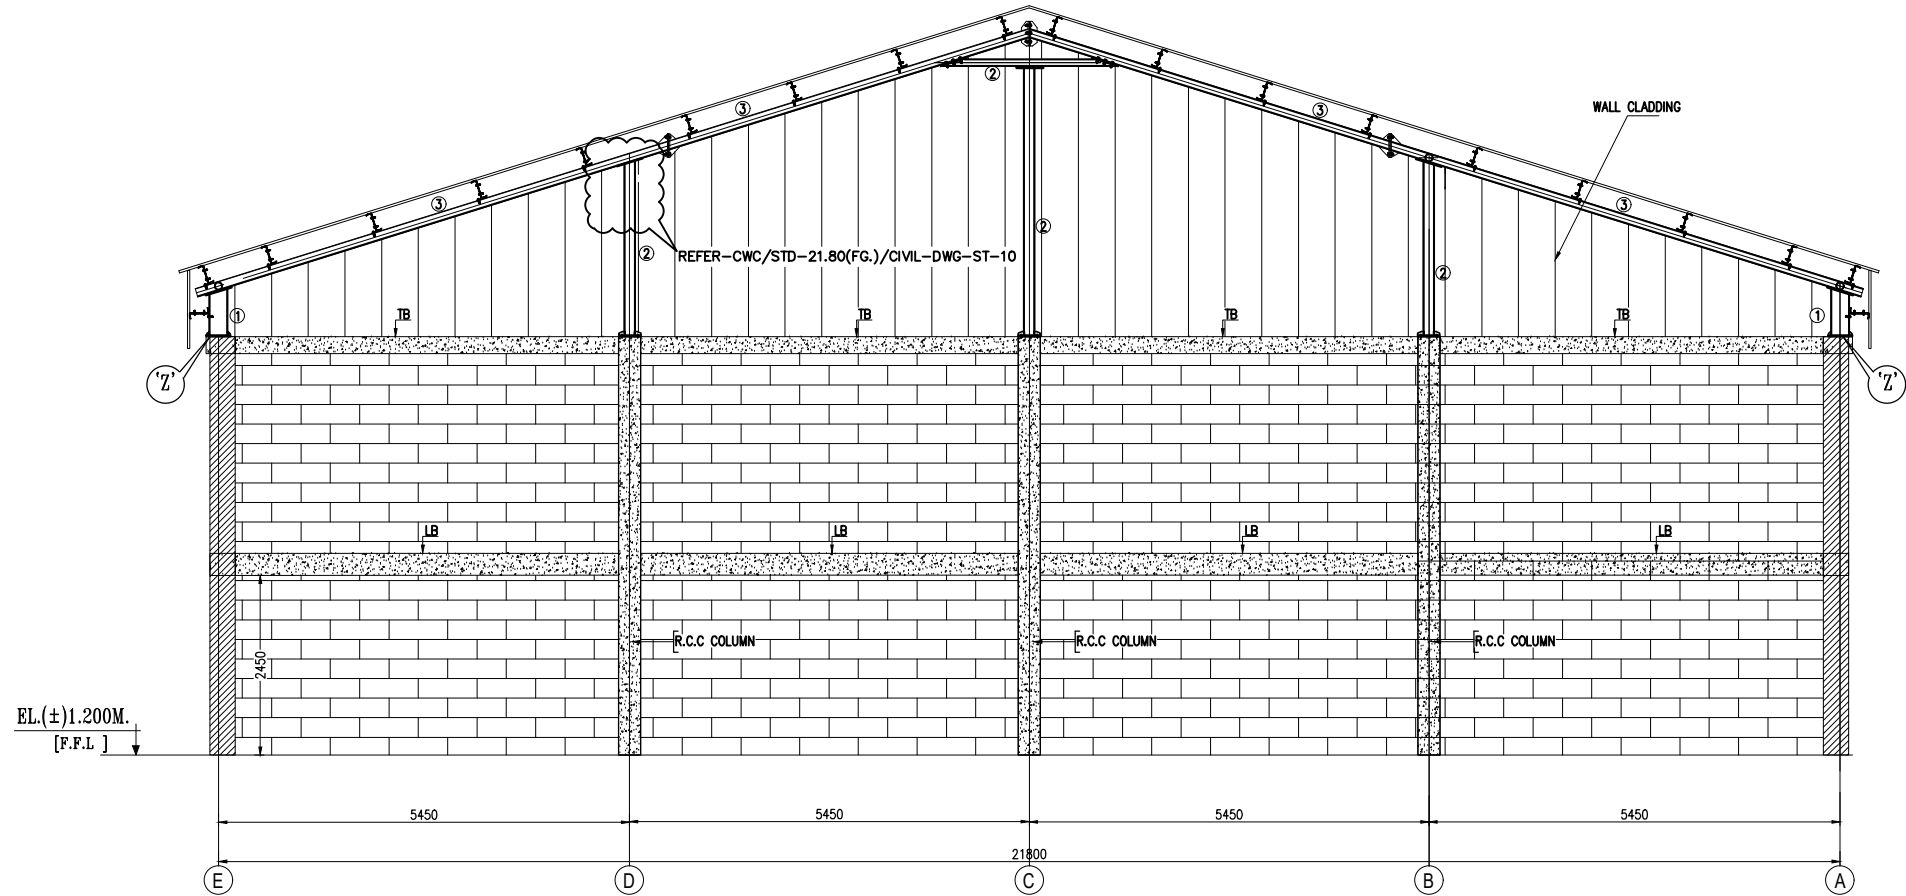 ②
③
③
WALL CLADDING
③
③
②
②
REFER-CWC/STD-21.80(FG.)/CIVIL-DWG-ST-10
②
①
TB
TB
TB
TB
①
'Z'
'Z'
LB
LB
LB
LB
R.C.C COLUMN
R.C.C COLUMN
R.C.C COLUMN
2450
EL.(±)1.200M.
[F.F.L ]
5450
5450
5450
5450
21800
E
D
C
B
A